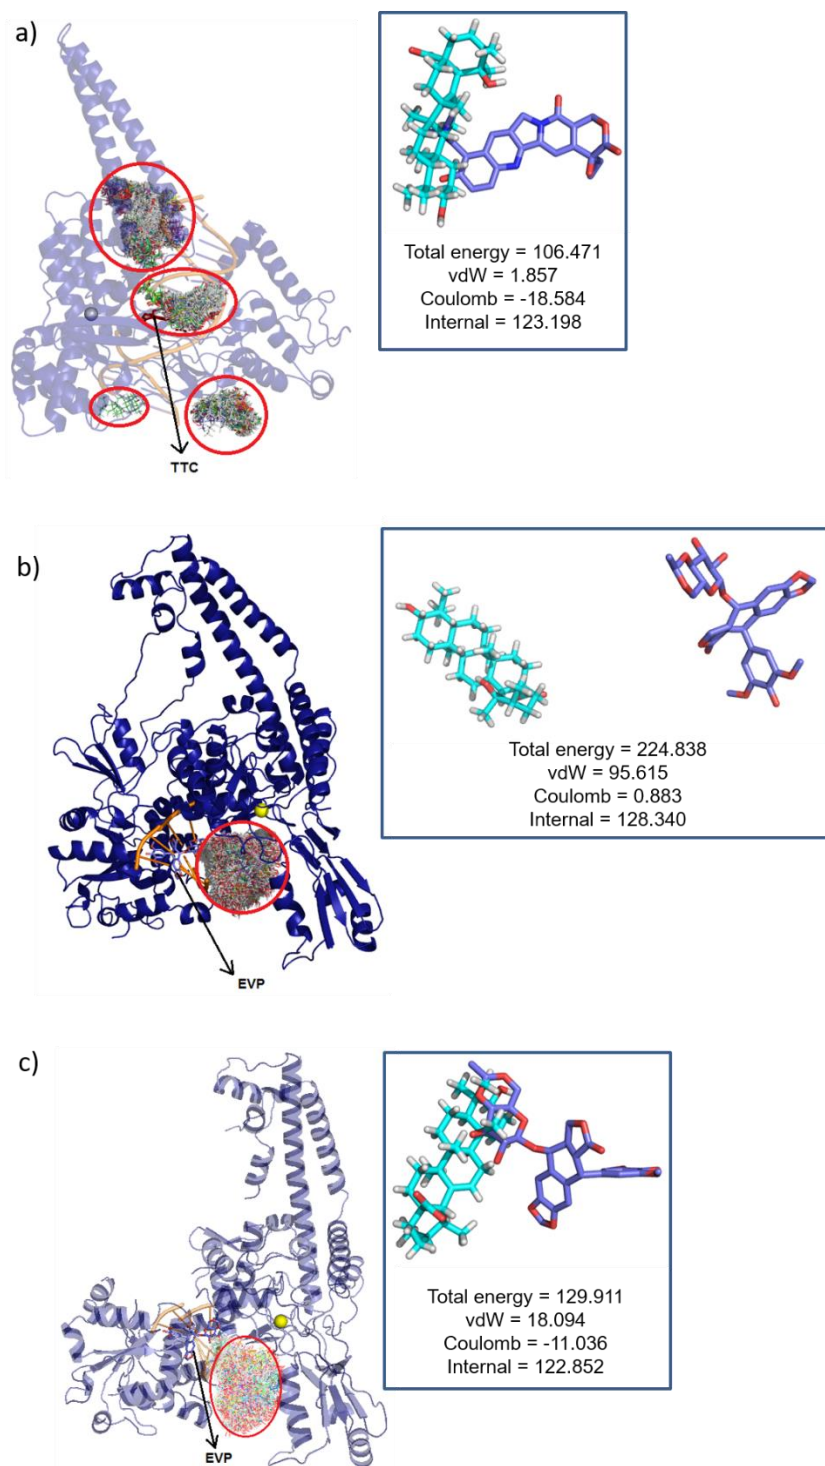 a)
Total energy = 106.471
vdW = 1.857
Coulomb = -18.584
Internal = 123.198
TTC
b)
Total energy = 224.838
vdW = 95.615
Coulomb = 0.883
Internal = 128.340
EVP
c)
Total energy = 129.911
vdW = 18.094
Coulomb = -11.036
Internal = 122.852
EVP